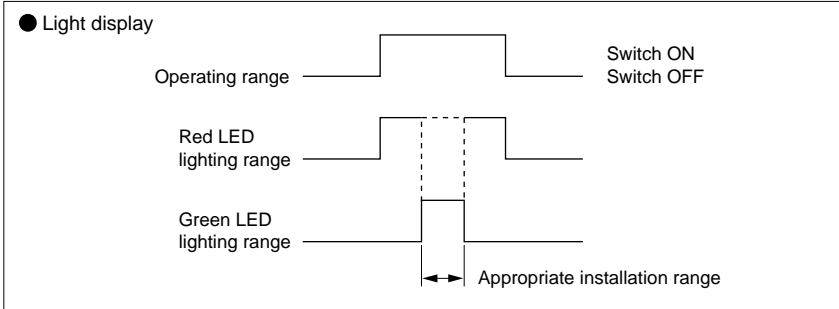 Light display
Switch ON
Operating range
Switch OFF
Red LED
lighting range
Green LED
lighting range
Appropriate installation range